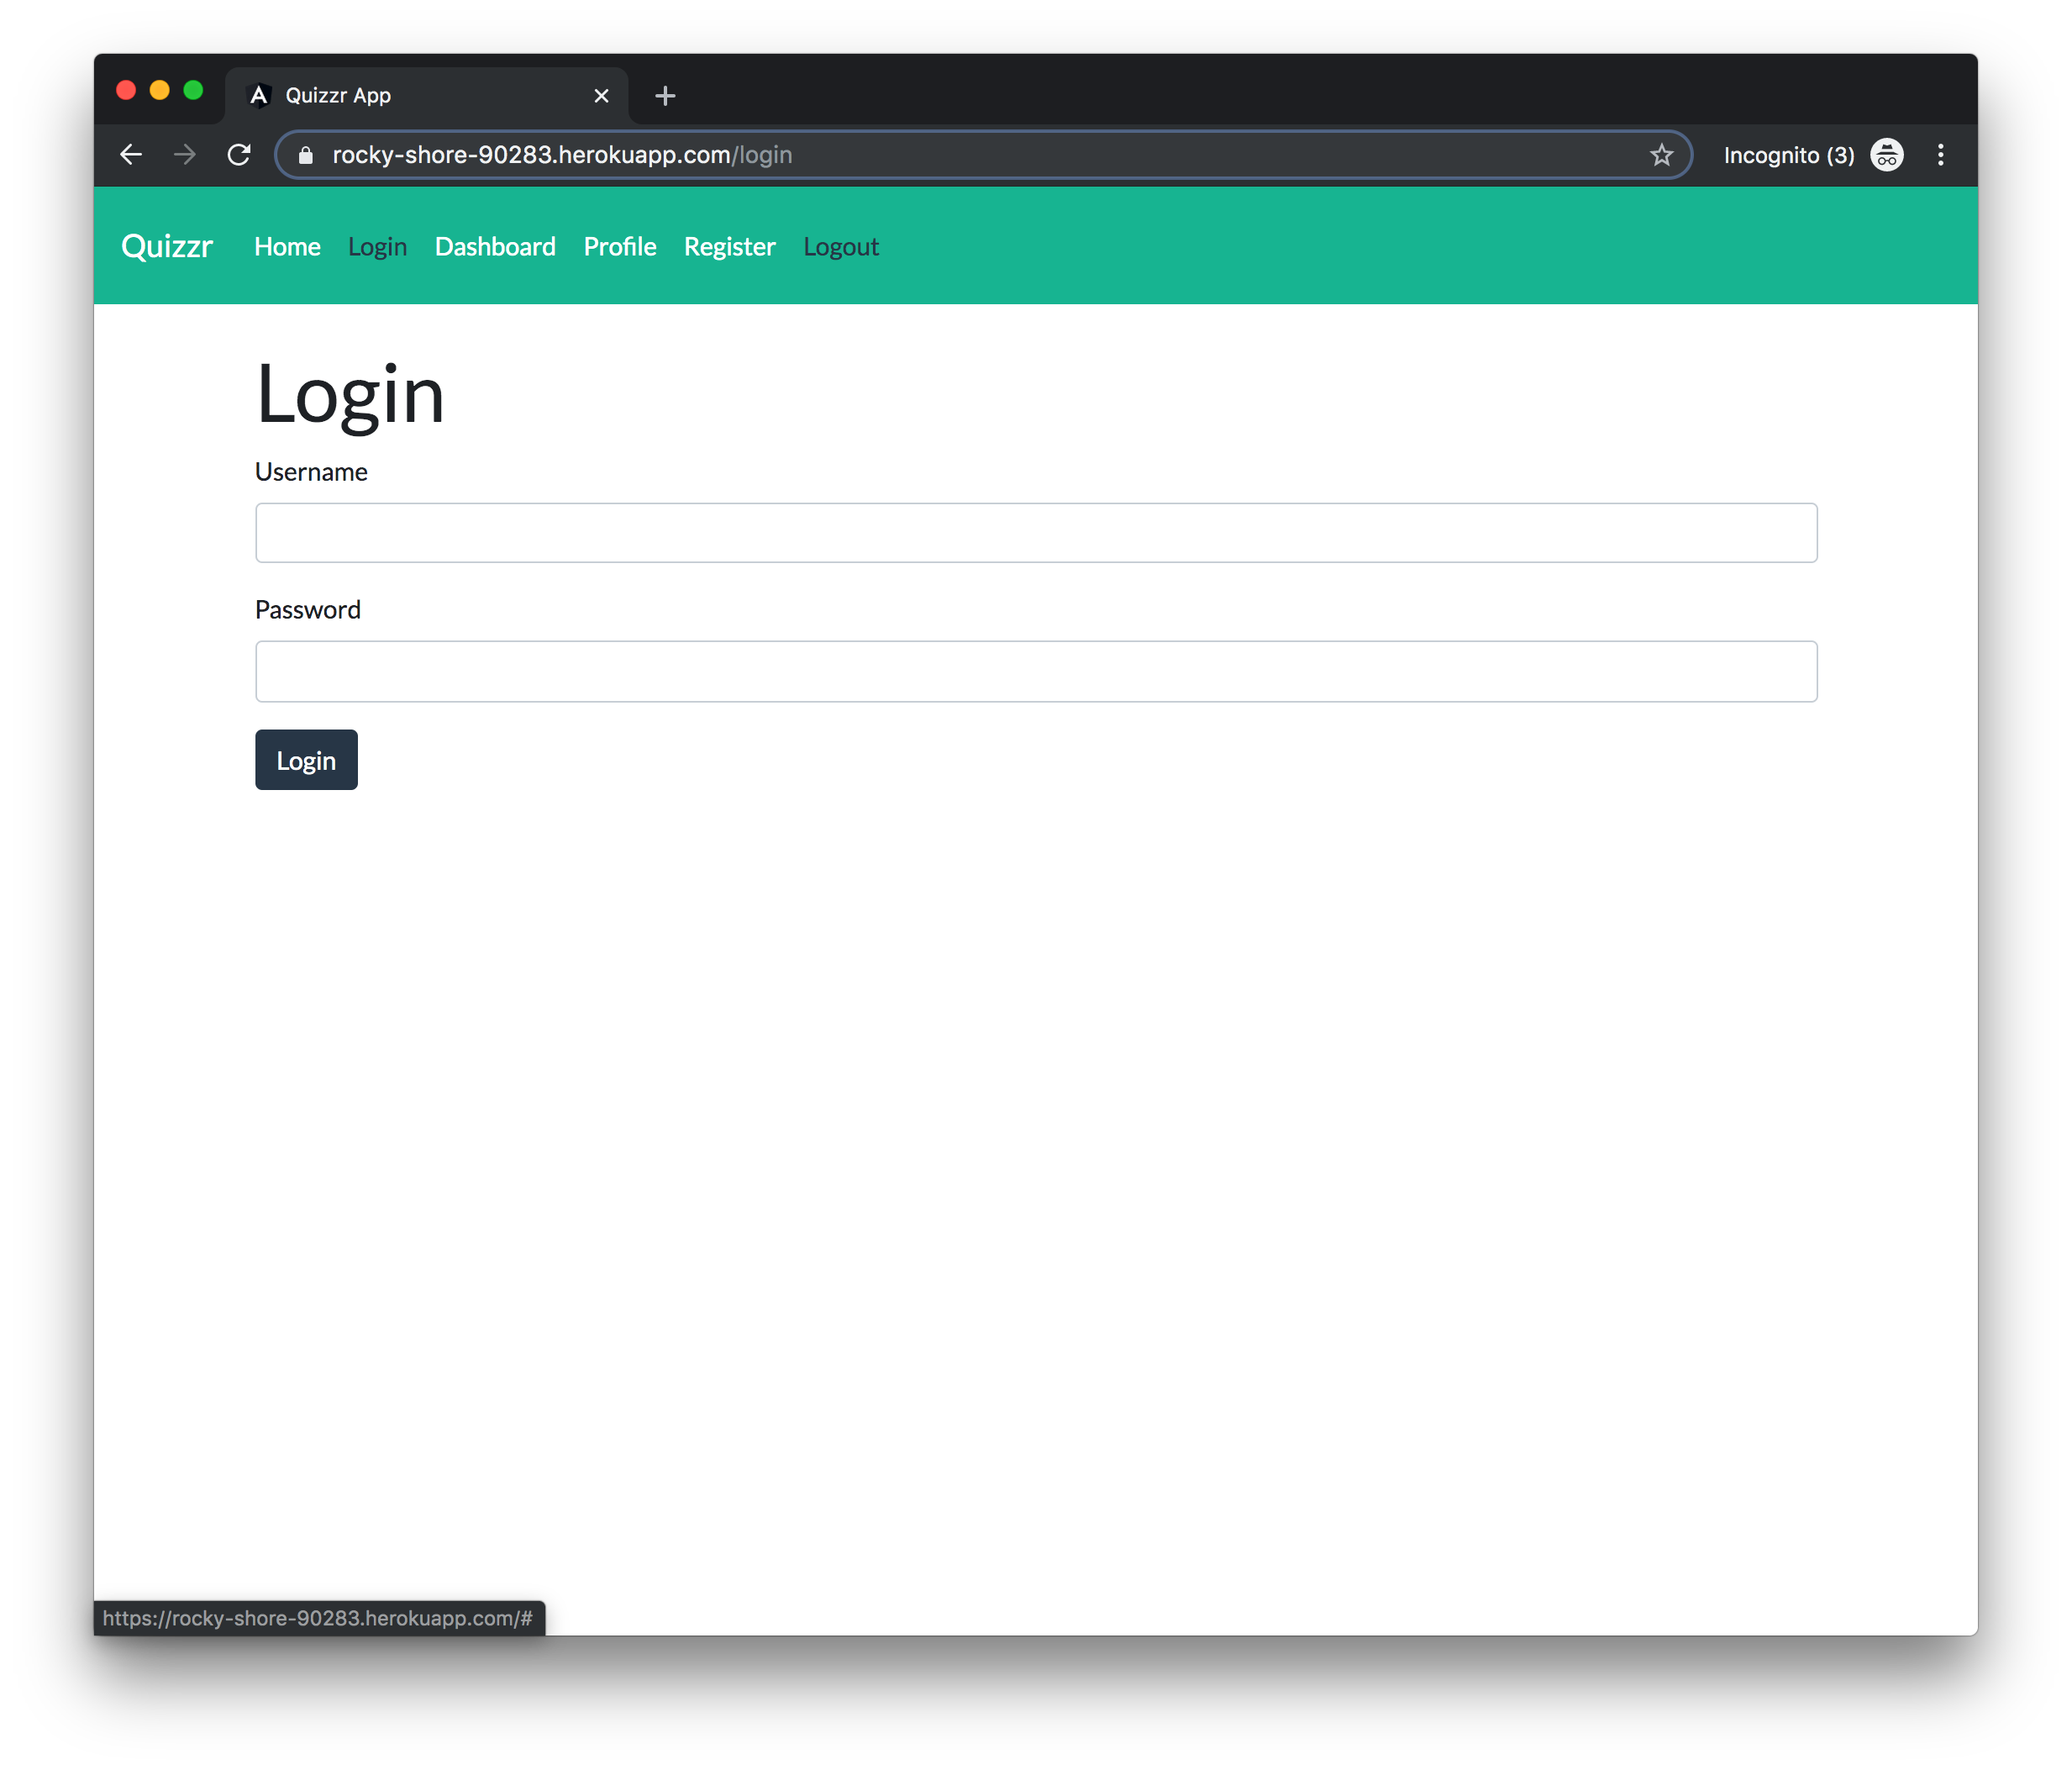 Quizzr App
rocky-shore-90283.herokuapp.com/login
Incognito (3)
Quizzr Home Login Dashboard Profile Register Logout
Login
Username
Password
Login
https://rocky-shore-90283.herokuapp.com/#